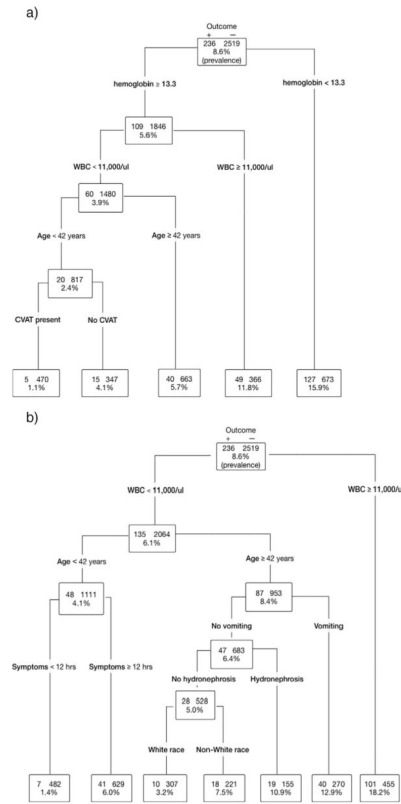 a)
Outcome
+ −
236 2519
8.6%
(prevalence)
hemoglobin ≥ 13.3
hemoglobin < 13.3
109 1846
5.6%
WBC < 11,000/ul
WBC ≥ 11,000/ul
60 1480
3.9%
Age < 42 years
Age ≥ 42 years
20 817
2.4%
CVAT present
No CVAT
5 470
1.1%
15 347
4.1%
40 663
5.7%
49 366
11.8%
127 673
15.9%
b)
Outcome
+ −
236 2519
8.6%
(prevalence)
WBC < 11,000/ul
WBC ≥ 11,000/ul
135 2064
6.1%
Age < 42 years
Age ≥ 42 years
48 1111
4.1%
87 953
8.4%
No vomiting
Vomiting
47 683
6.4%
Symptoms < 12 hrs
Symptoms ≥ 12 hrs
No hydronephrosis
Hydronephrosis
28 528
5.0%
White race
Non-White race
7 482
1.4%
41 629
6.0%
10 307
3.2%
18 221
7.5%
19 155
10.9%
40 270
12.9%
101 455
18.2%